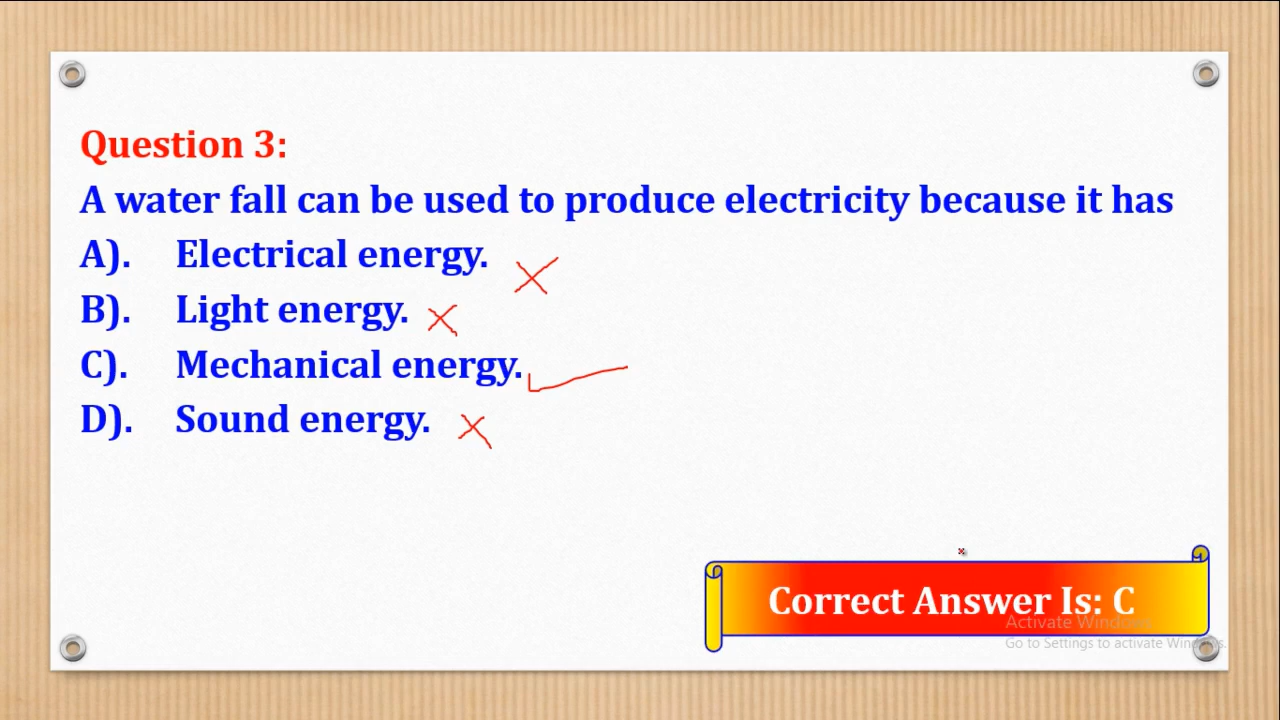 Question 3:
A water fall can be used to produce electricity because it has
A). Electrical energy.
B). Light energy.
C). Mechanical energy.
D). Sound energy.
Correct Answer Is: C
Activate Windows
Go to Settings to activate Windows.